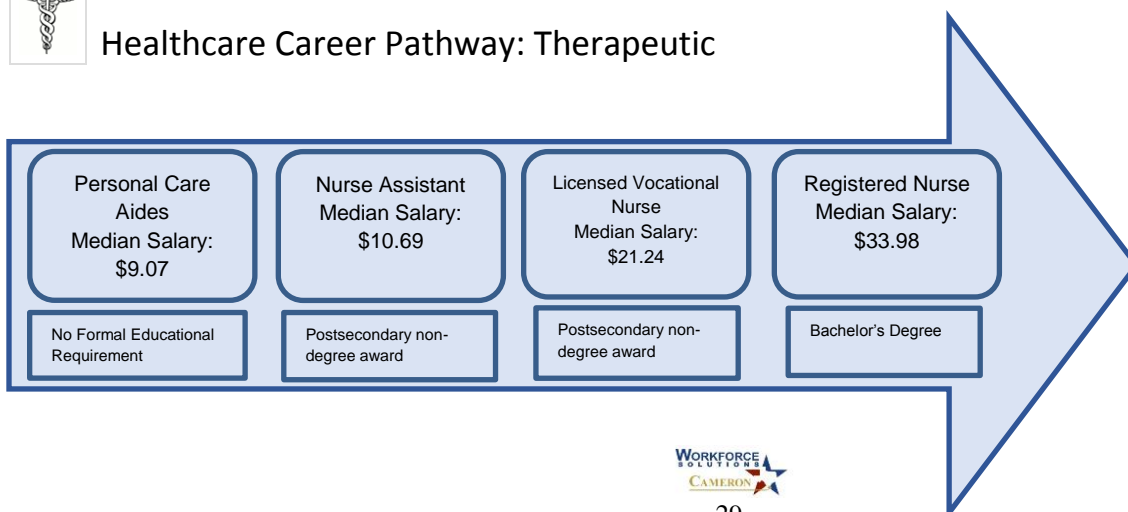 Healthcare Career Pathway: Therapeutic
Personal Care
Aides
Median Salary:
$9.07
Nurse Assistant
Median Salary:
$10.69
Licensed Vocational
Nurse
Median Salary:
$21.24
Registered Nurse
Median Salary:
$33.98
No Formal Educational
Requirement
Postsecondary non-
degree award
Postsecondary non-
degree award
Bachelor’s Degree
WORKFORCE
SOLUTIONS
CAMERON
29